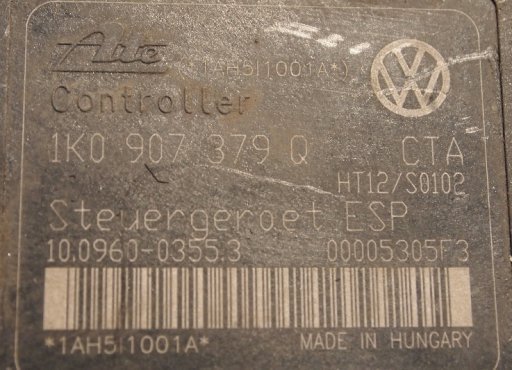 Ate *1AH5I1001A*)
Controller
1K0 907 379 Q CTA
HT12/S0102
Steuergeraet ESP
10.0960-0355.3 00005305F3
*1AH5I1001A* MADE IN HUNGARY